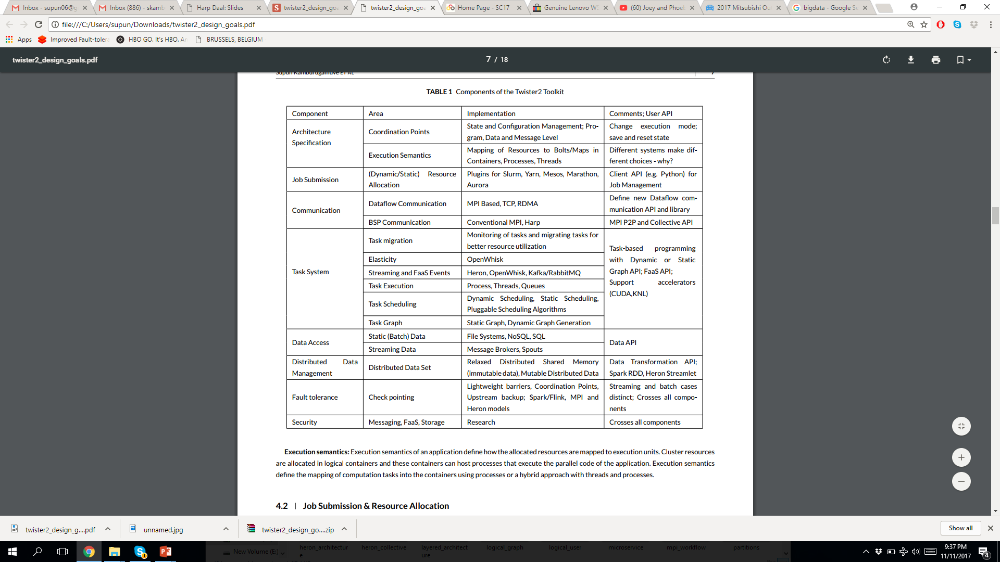 Inbox - supun06@g
Inbox (886) - skamb
Harp Daal: Slides
twister2_design_goa
twister2_design_goa
Home Page - SC17
Genuine Lenovo W5
(60) Joey and Phoeb
2017 Mitsubishi Out
bigdata - Google Se
file:///C:/Users/supun/Downloads/twister2_design_goals.pdf
Apps
Improved Fault-tolera
HBO GO. It's HBO. An
BRUSSELS, BELGIUM
twister2_design_goals.pdf
7 / 18
Supun Kamburugamuve ET AL
7
TABLE 1 Components of the Twister2 Toolkit
Component
Area
Implementation
Comments; User API
Architecture
Specification
Coordination Points
State and Configuration Management; Pro-
gram, Data and Message Level
Change execution mode;
save and reset state
Execution Semantics
Mapping of Resources to Bolts/Maps in
Containers, Processes, Threads
Different systems make dif-
ferent choices - why?
Job Submission
(Dynamic/Static) Resource
Allocation
Plugins for Slurm, Yarn, Mesos, Marathon,
Aurora
Client API (e.g. Python) for
Job Management
Communication
Dataflow Communication
MPI Based, TCP, RDMA
Define new Dataflow com-
munication API and library
BSP Communication
Conventional MPI, Harp
MPI P2P and Collective API
Task System
Task migration
Monitoring of tasks and migrating tasks for
better resource utilization
Task-based programming
with Dynamic or Static
Graph API; FaaS API;
Support accelerators
(CUDA,KNL)
Elasticity
OpenWhisk
Streaming and FaaS Events
Heron, OpenWhisk, Kafka/RabbitMQ
Task Execution
Process, Threads, Queues
Task Scheduling
Dynamic Scheduling, Static Scheduling,
Pluggable Scheduling Algorithms
Task Graph
Static Graph, Dynamic Graph Generation
Data Access
Static (Batch) Data
File Systems, NoSQL, SQL
Data API
Streaming Data
Message Brokers, Spouts
Distributed Data
Management
Distributed Data Set
Relaxed Distributed Shared Memory
(immutable data), Mutable Distributed Data
Data Transformation API;
Spark RDD, Heron Streamlet
Fault tolerance
Check pointing
Lightweight barriers, Coordination Points,
Upstream backup; Spark/Flink, MPI and
Heron models
Streaming and batch cases
distinct; Crosses all compo-
nents
Security
Messaging, FaaS, Storage
Research
Crosses all components
Execution semantics: Execution semantics of an application define how the allocated resources are mapped to execution units. Cluster resources
are allocated in logical containers and these containers can host processes that execute the parallel code of the application. Execution semantics
define the mapping of computation tasks into the containers using processes or a hybrid approach with threads and processes.
4.2 | Job Submission & Resource Allocation
twister2_design_g....pdf
unnamed.jpg
twister2_design_go....zip
Show all
New Volume (E:)
heron_architectur
e
heron_collective
layered_architect
ure
logical_graph
logical_user
microservice
mpi_workflow
partitions
9:37 PM
11/11/2017
1
4